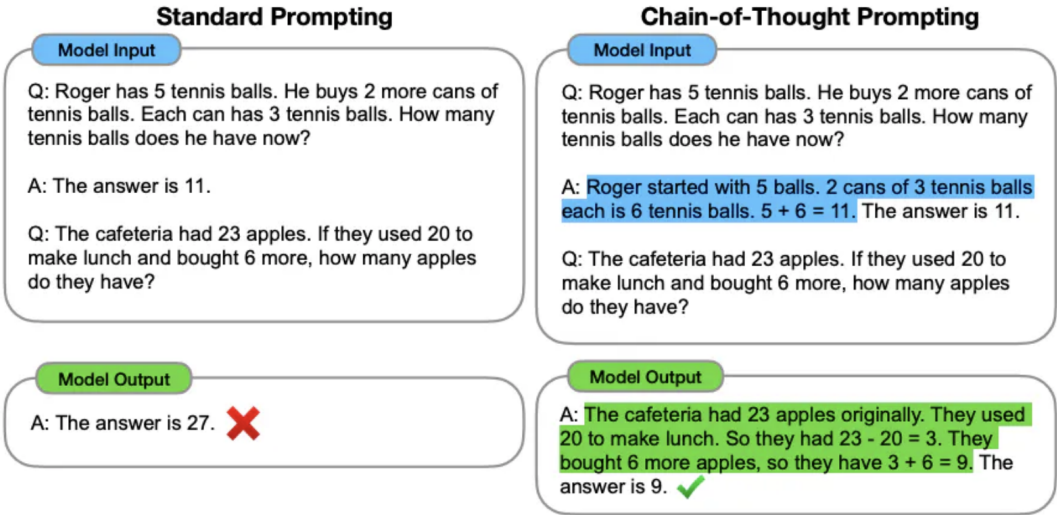 Standard Prompting
Model Input
Q: Roger has 5 tennis balls. He buys 2 more cans of
tennis balls. Each can has 3 tennis balls. How many
tennis balls does he have now?
A: The answer is 11.
Q: The cafeteria had 23 apples. If they used 20 to
make lunch and bought 6 more, how many apples
do they have?
Model Output
A: The answer is 27.
Chain-of-Thought Prompting
Model Input
Q: Roger has 5 tennis balls. He buys 2 more cans of
tennis balls. Each can has 3 tennis balls. How many
tennis balls does he have now?
A: Roger started with 5 balls. 2 cans of 3 tennis balls
each is 6 tennis balls. 5 + 6 = 11. The answer is 11.
Q: The cafeteria had 23 apples. If they used 20 to
make lunch and bought 6 more, how many apples
do they have?
Model Output
A: The cafeteria had 23 apples originally. They used
20 to make lunch. So they had 23 - 20 = 3. They
bought 6 more apples, so they have 3 + 6 = 9. The
answer is 9.